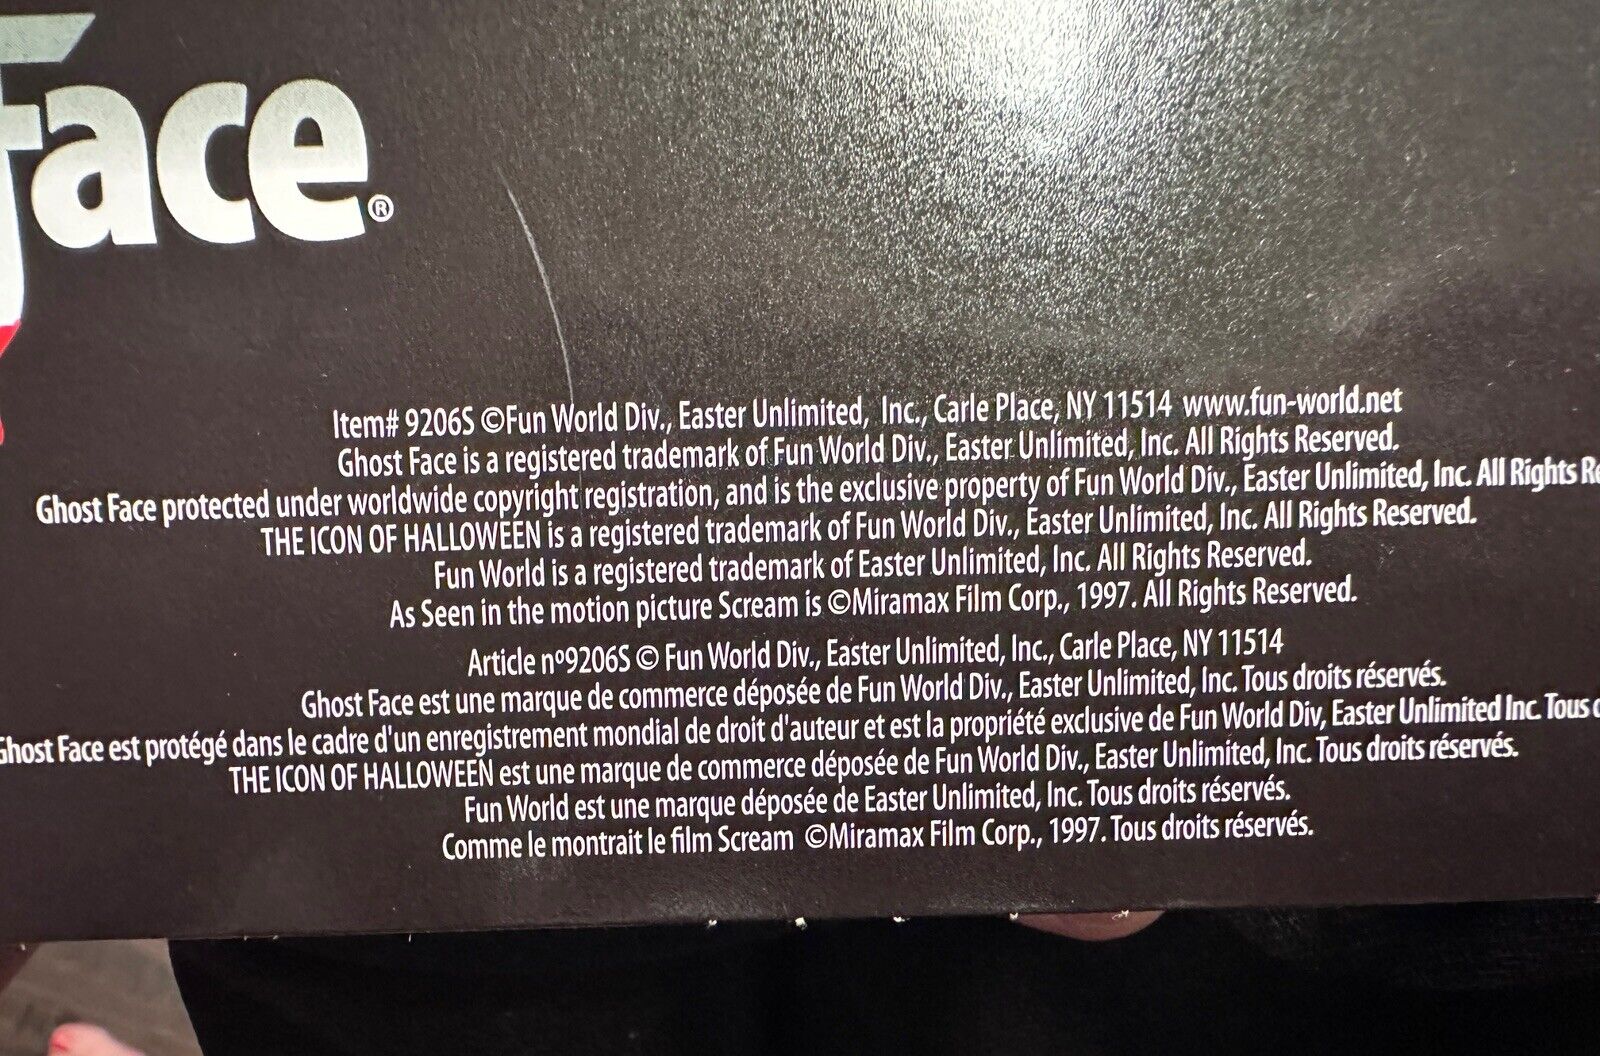 Face®
Item# 9206S ©Fun World Div., Easter Unlimited, Inc., Carle Place, NY 11514 www.fun-world.net
Ghost Face is a registered trademark of Fun World Div., Easter Unlimited, Inc. All Rights Reserved.
Ghost Face protected under worldwide copyright registration, and is the exclusive property of Fun World Div., Easter Unlimited, Inc. All Rights
THE ICON OF HALLOWEEN is a registered trademark of Fun World Div., Easter Unlimited, Inc. All Rights Reserved.
Fun World is a registered trademark of Easter Unlimited, Inc. All Rights Reserved.
As Seen in the motion picture Scream is ©Miramax Film Corp., 1997. All Rights Reserved.
Article nº9206S © Fun World Div., Easter Unlimited, Inc., Carle Place, NY 11514
Ghost Face est une marque de commerce déposée de Fun World Div., Easter Unlimited, Inc. Tous droits réservés.
Ghost Face est protégé dans le cadre d'un enregistrement mondial de droit d'auteur et est la propriété exclusive de Fun World Div, Easter Unlimited Inc. Tous
THE ICON OF HALLOWEEN est une marque de commerce déposée de Fun World Div., Easter Unlimited, Inc. Tous droits réservés.
Fun World est une marque déposée de Easter Unlimited, Inc. Tous droits réservés.
Comme le montrait le film Scream ©Miramax Film Corp., 1997. Tous droits réservés.